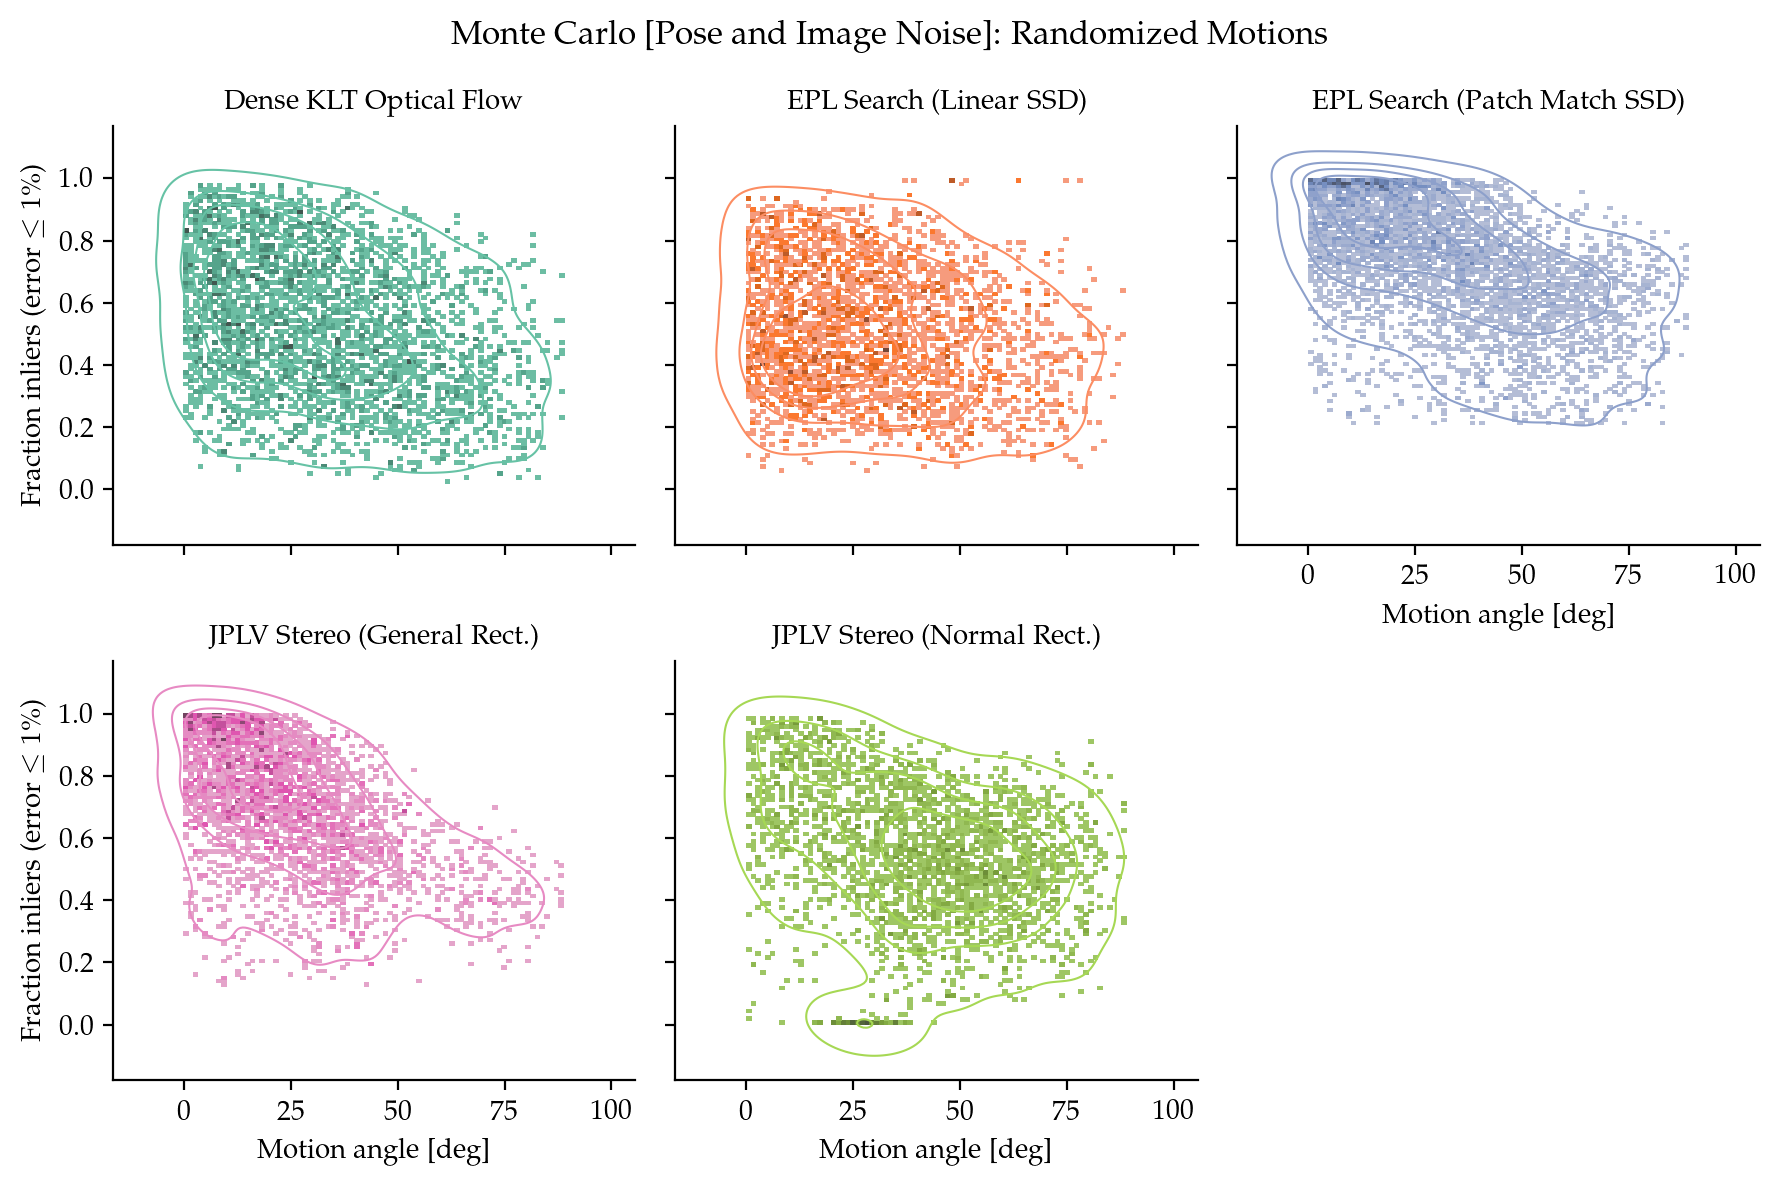 Monte Carlo [Pose and Image Noise]: Randomized Motions
Dense KLT Optical Flow
EPL Search (Linear SSD)
EPL Search (Patch Match SSD)
Fraction inliers (error ≤ 1%)
1.0
0.8
0.6
0.4
0.2
0.0
0 25 50 75 100
Motion angle [deg]
JPLV Stereo (General Rect.)
JPLV Stereo (Normal Rect.)
Fraction inliers (error ≤ 1%)
1.0
0.8
0.6
0.4
0.2
0.0
0 25 50 75 100
Motion angle [deg]
0 25 50 75 100
Motion angle [deg]